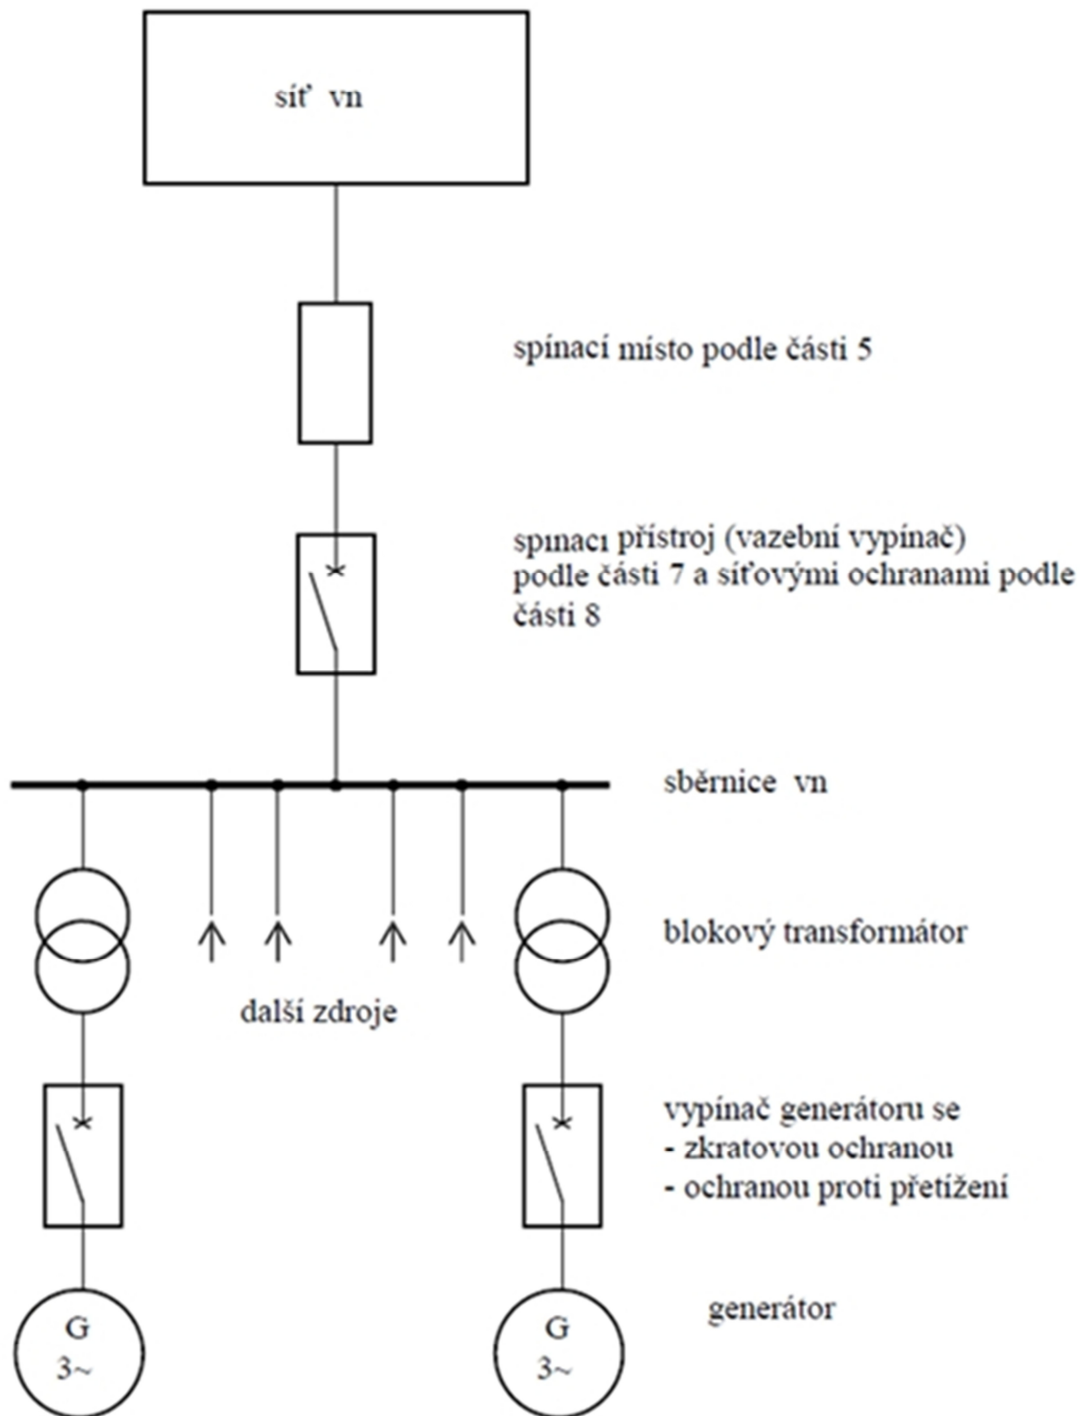 síť vn
spínací místo podle části 5
spınacı přístroj (vazební vypínač)
podle části 7 a síťovými ochranami podle
části 8
sběrnice vn
blokový transformátor
další zdroje
vypínač generátoru se
- zkratovou ochranou
- ochranou proti přetížení
generátor
G
3~
G
3~